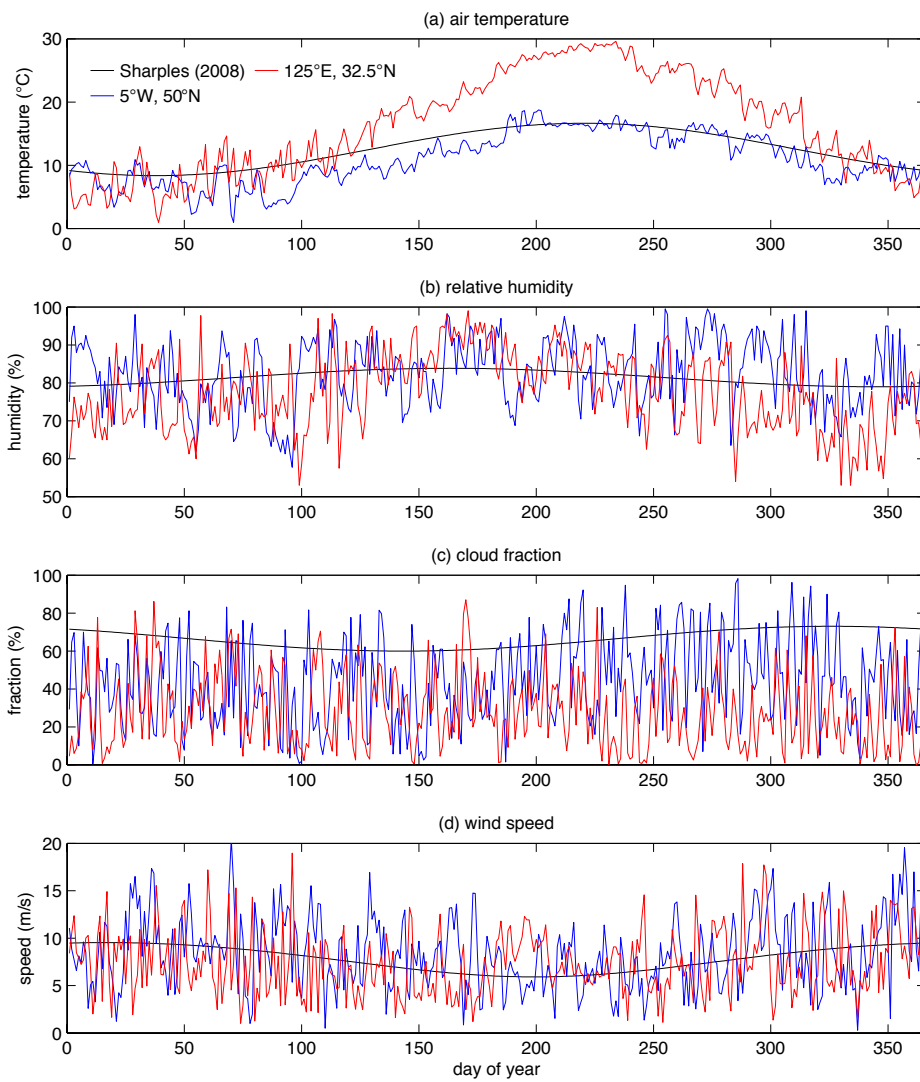 (a) air temperature
30
20
10
0
temperature (°C)
Sharples (2008)
125°E, 32.5°N
5°W, 50°N
0 50 100 150 200 250 300 350
(b) relative humidity
100
90
80
70
60
50
humidity (%)
0 50 100 150 200 250 300 350
(c) cloud fraction
100
80
60
40
20
0
fraction (%)
0 50 100 150 200 250 300 350
(d) wind speed
20
15
10
5
0
speed (m/s)
0 50 100 150 200 250 300 350
day of year